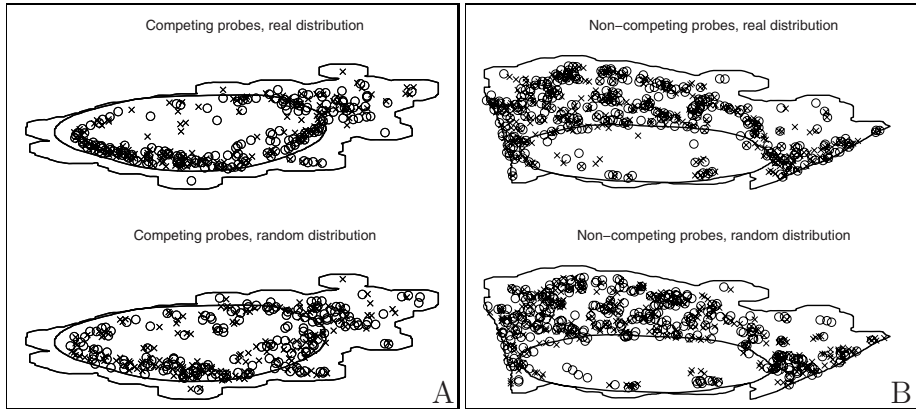 Competing probes, real distribution
Competing probes, random distribution
A
Non−competing probes, real distribution
Non−competing probes, random distribution
B